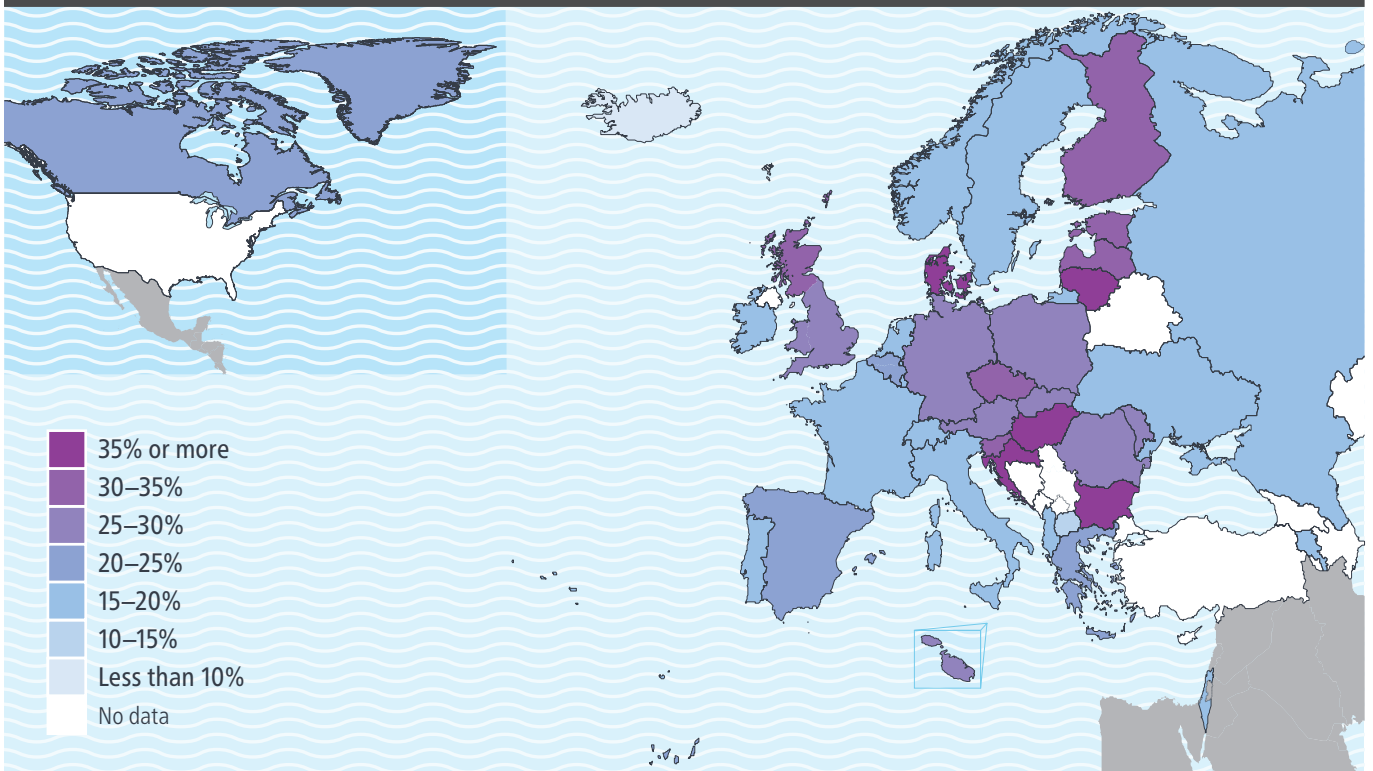 35% or more
30–35%
25–30%
20–25%
15–20%
10–15%
Less than 10%
No data